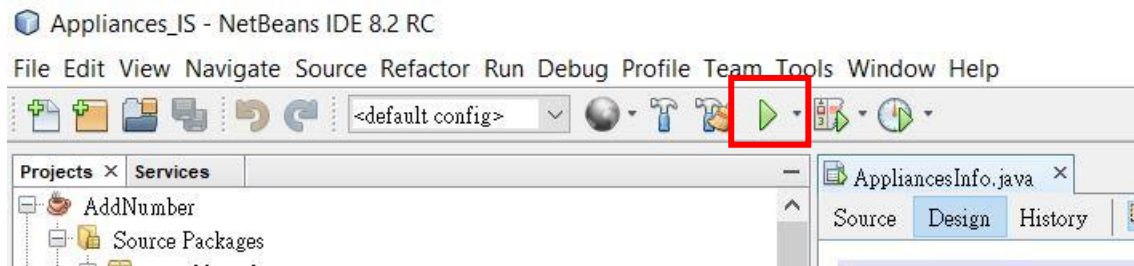 Appliances_IS - NetBeans IDE 8.2 RC
File Edit View Navigate Source Refactor Run Debug Profile Team Tools Window Help
<default config>
Projects × Services
AppliancesInfo.java ×
AddNumber
Source Design History
Source Packages